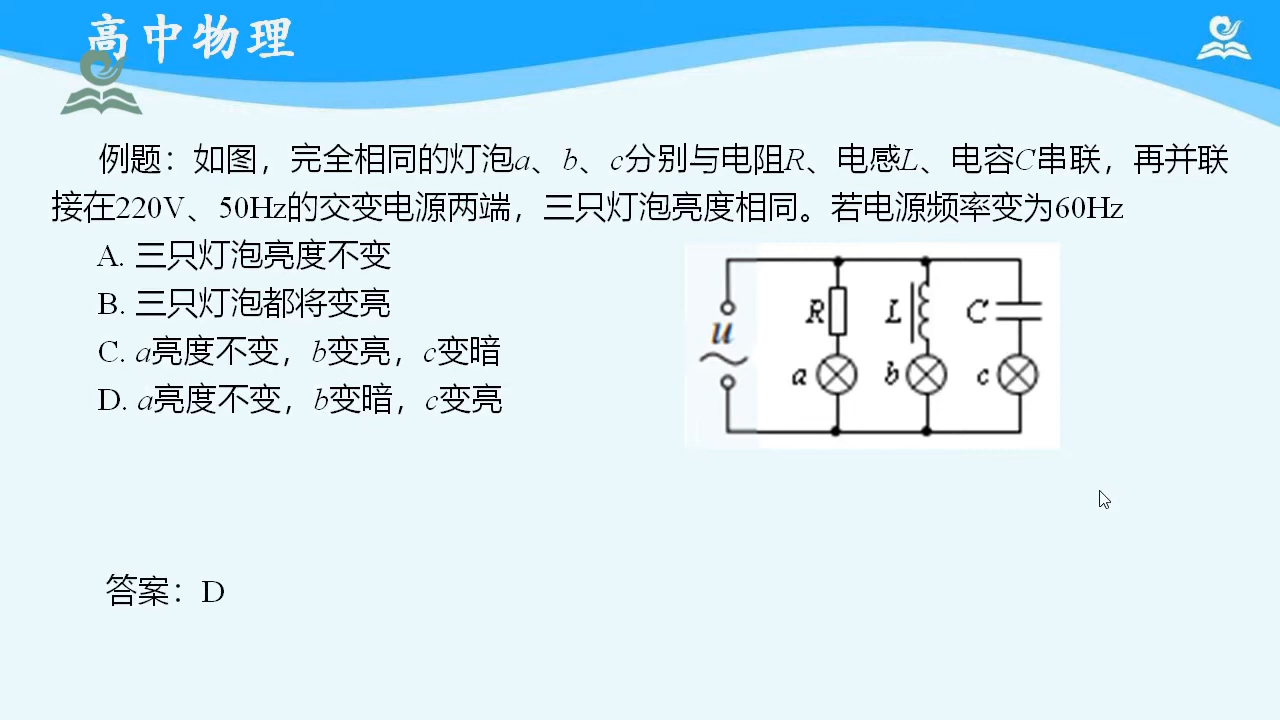 高中物理
例题：如图，完全相同的灯泡a、b、c分别与电阻R、电感L、电容C串联，再并联
接在220V、50Hz的交变电源两端，三只灯泡亮度相同。若电源频率变为60Hz
A. 三只灯泡亮度不变
B. 三只灯泡都将变亮
C. a亮度不变，b变亮，c变暗
D. a亮度不变，b变暗，c变亮
R L C
u
a b c
答案：D